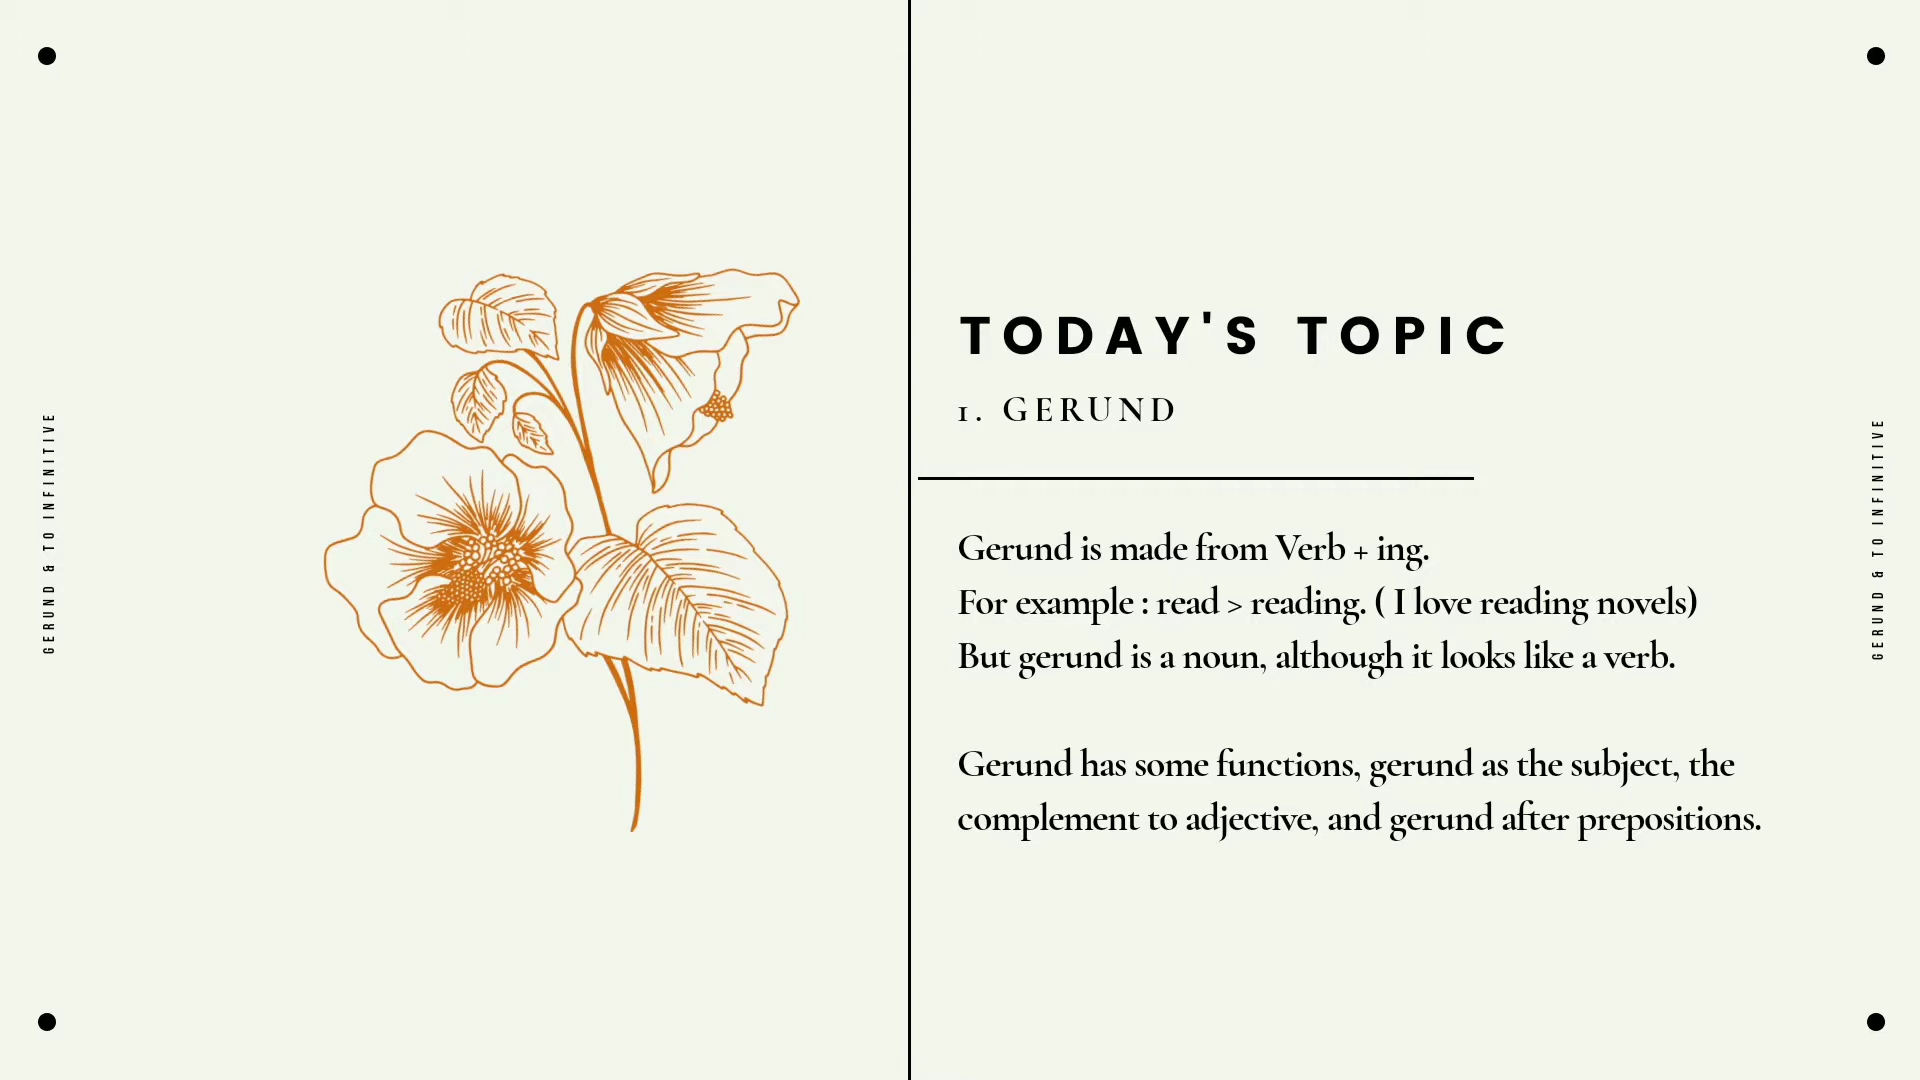 GERUND & TO INFINITIVE
TODAY'S TOPIC
1. GERUND
Gerund is made from Verb + ing.
For example : read > reading. ( I love reading novels)
But gerund is a noun, although it looks like a verb.
Gerund has some functions, gerund as the subject, the
complement to adjective, and gerund after prepositions.
GERUND & TO INFINITIVE